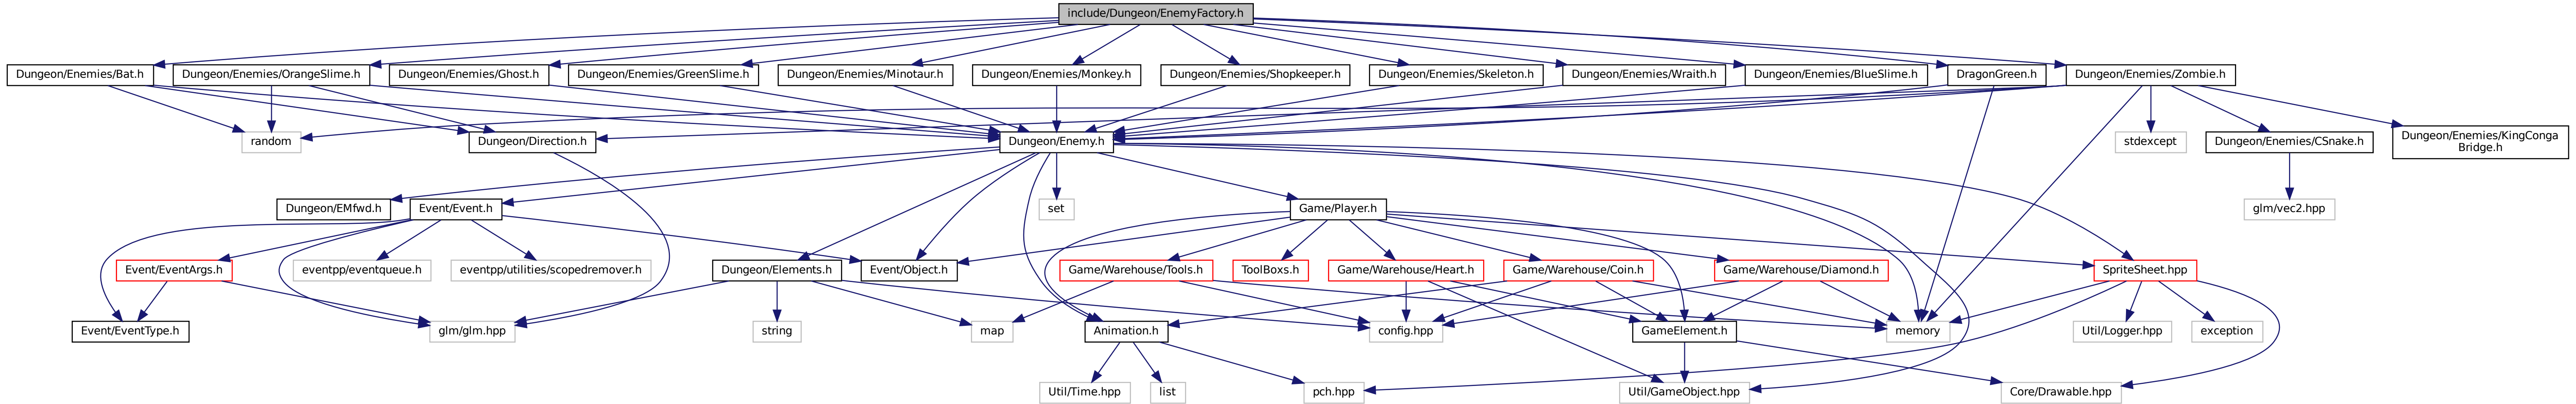 include/Dungeon/EnemyFactory.h
Dungeon/Enemies/Bat.h
Dungeon/Enemies/OrangeSlime.h
Dungeon/Enemies/Ghost.h
Dungeon/Enemies/GreenSlime.h
Dungeon/Enemies/Minotaur.h
Dungeon/Enemies/Monkey.h
Dungeon/Enemies/Shopkeeper.h
Dungeon/Enemies/Skeleton.h
Dungeon/Enemies/Wraith.h
Dungeon/Enemies/BlueSlime.h
DragonGreen.h
Dungeon/Enemies/Zombie.h
random
Dungeon/Direction.h
Dungeon/Enemy.h
stdexcept
Dungeon/Enemies/CSnake.h
Dungeon/Enemies/KingConga
Bridge.h
Dungeon/EMfwd.h
Event/Event.h
set
Game/Player.h
glm/vec2.hpp
Event/EventArgs.h
eventpp/eventqueue.h
eventpp/utilities/scopedremover.h
Dungeon/Elements.h
Event/Object.h
Game/Warehouse/Tools.h
ToolBoxs.h
Game/Warehouse/Heart.h
Game/Warehouse/Coin.h
Game/Warehouse/Diamond.h
SpriteSheet.hpp
Event/EventType.h
glm/glm.hpp
string
map
Animation.h
config.hpp
GameElement.h
memory
Util/Logger.hpp
exception
Util/Time.hpp
list
pch.hpp
Util/GameObject.hpp
Core/Drawable.hpp